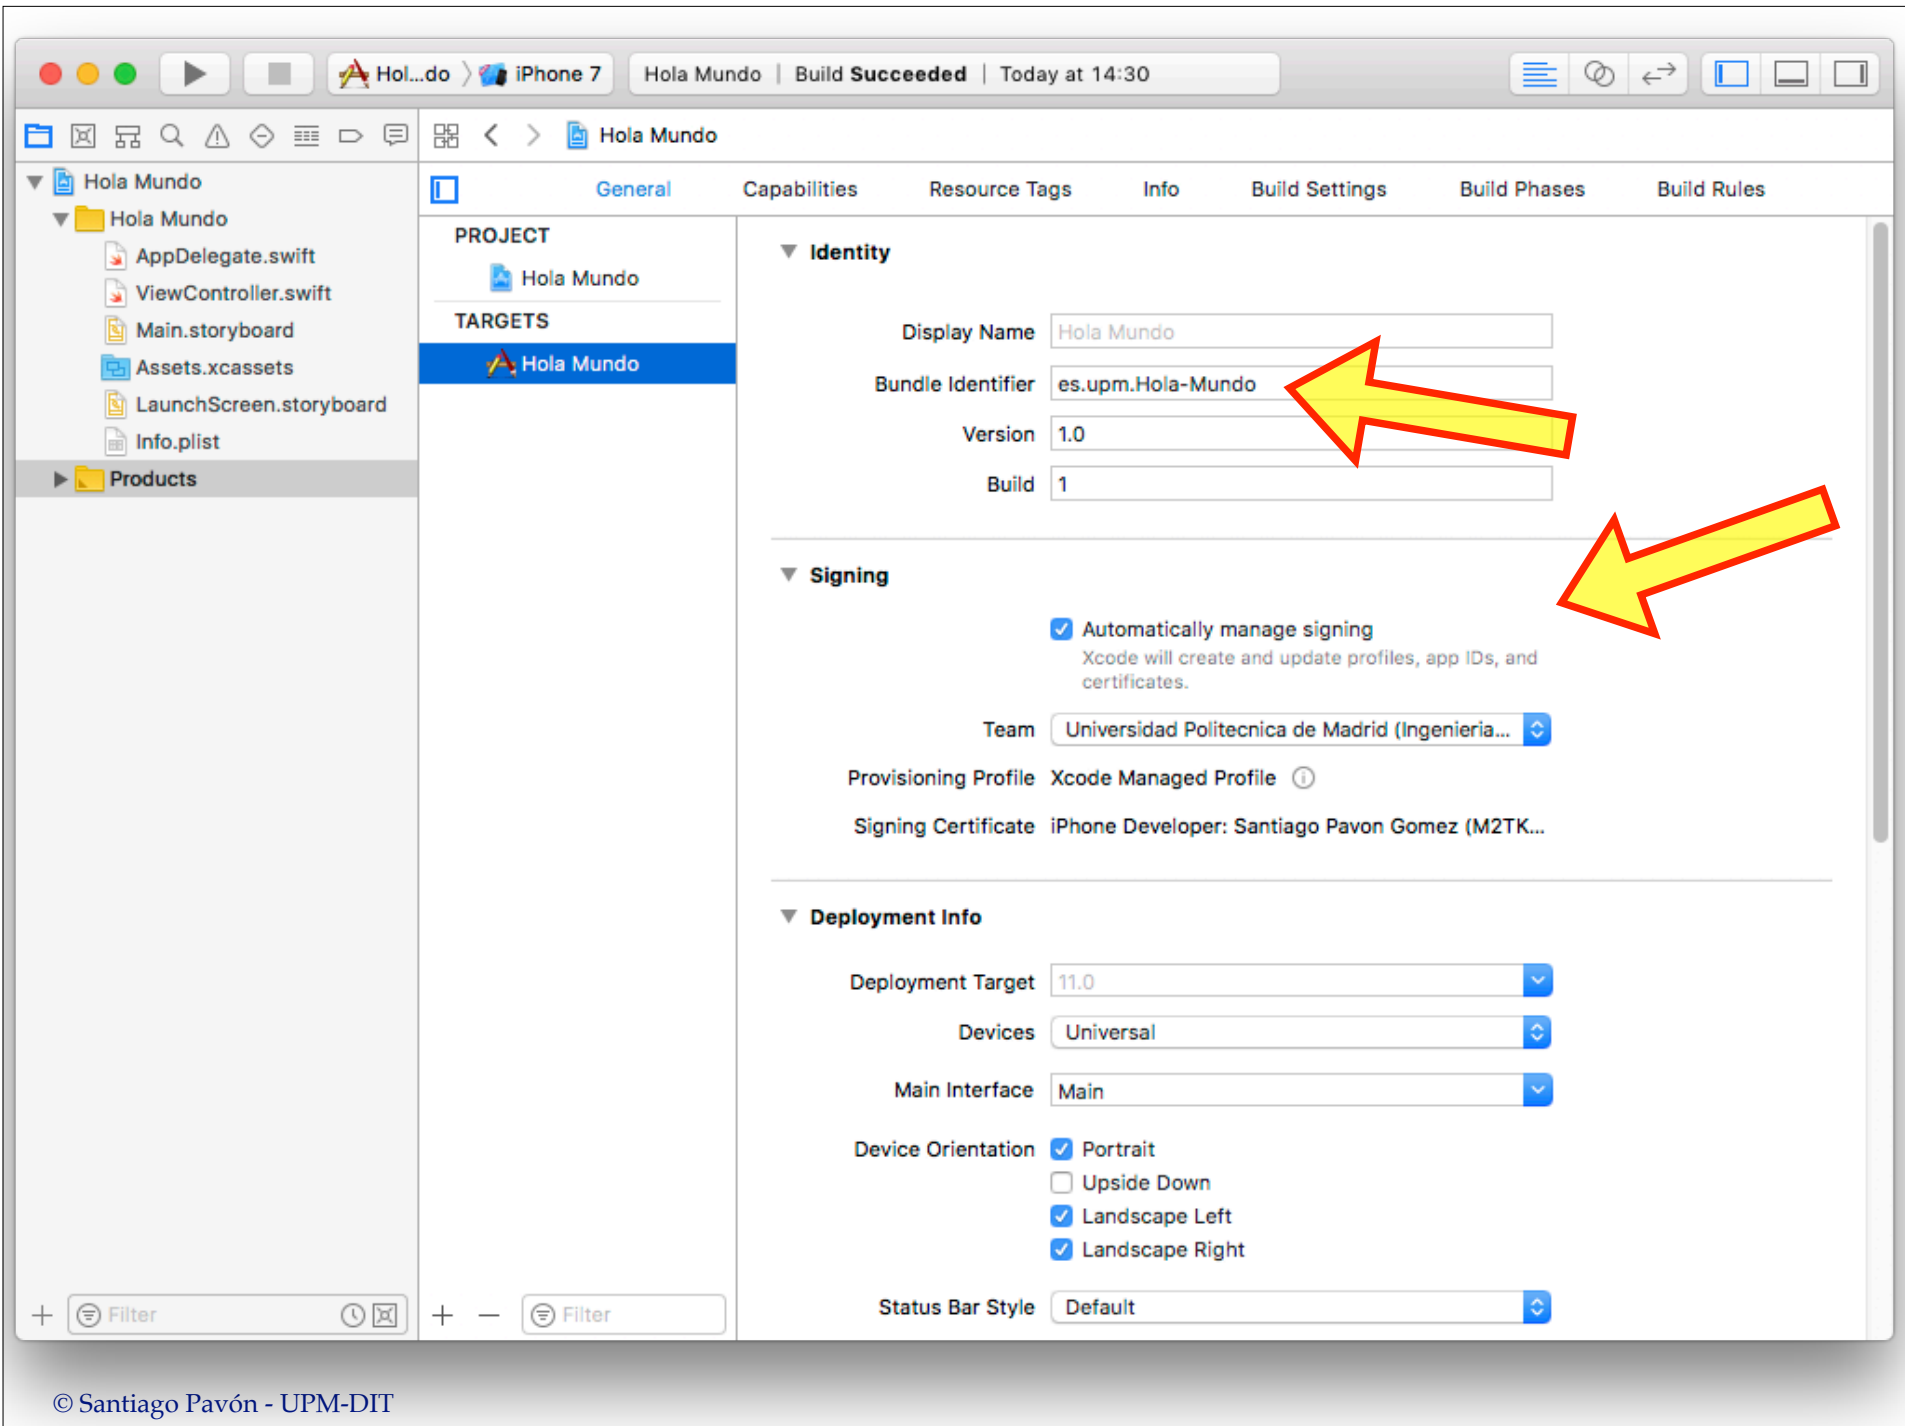 Hol...do
iPhone 7
Hola Mundo | Build Succeeded | Today at 14:30
Hola Mundo
Hola Mundo
Hola Mundo
AppDelegate.swift
ViewController.swift
Main.storyboard
Assets.xcassets
LaunchScreen.storyboard
Info.plist
Products
Filter
General Capabilities Resource Tags Info Build Settings Build Phases Build Rules
PROJECT
Hola Mundo
TARGETS
Hola Mundo
Filter
Identity
Display Name Hola Mundo
Bundle Identifier es.upm.Hola-Mundo
Version 1.0
Build 1
Signing
Automatically manage signing
Xcode will create and update profiles, app IDs, and
certificates.
Team Universidad Politecnica de Madrid (Ingenieria...
Provisioning Profile Xcode Managed Profile
Signing Certificate iPhone Developer: Santiago Pavon Gomez (M2TK...
Deployment Info
Deployment Target 11.0
Devices Universal
Main Interface Main
Device Orientation Portrait
Upside Down
Landscape Left
Landscape Right
Status Bar Style Default
© Santiago Pavón - UPM-DIT